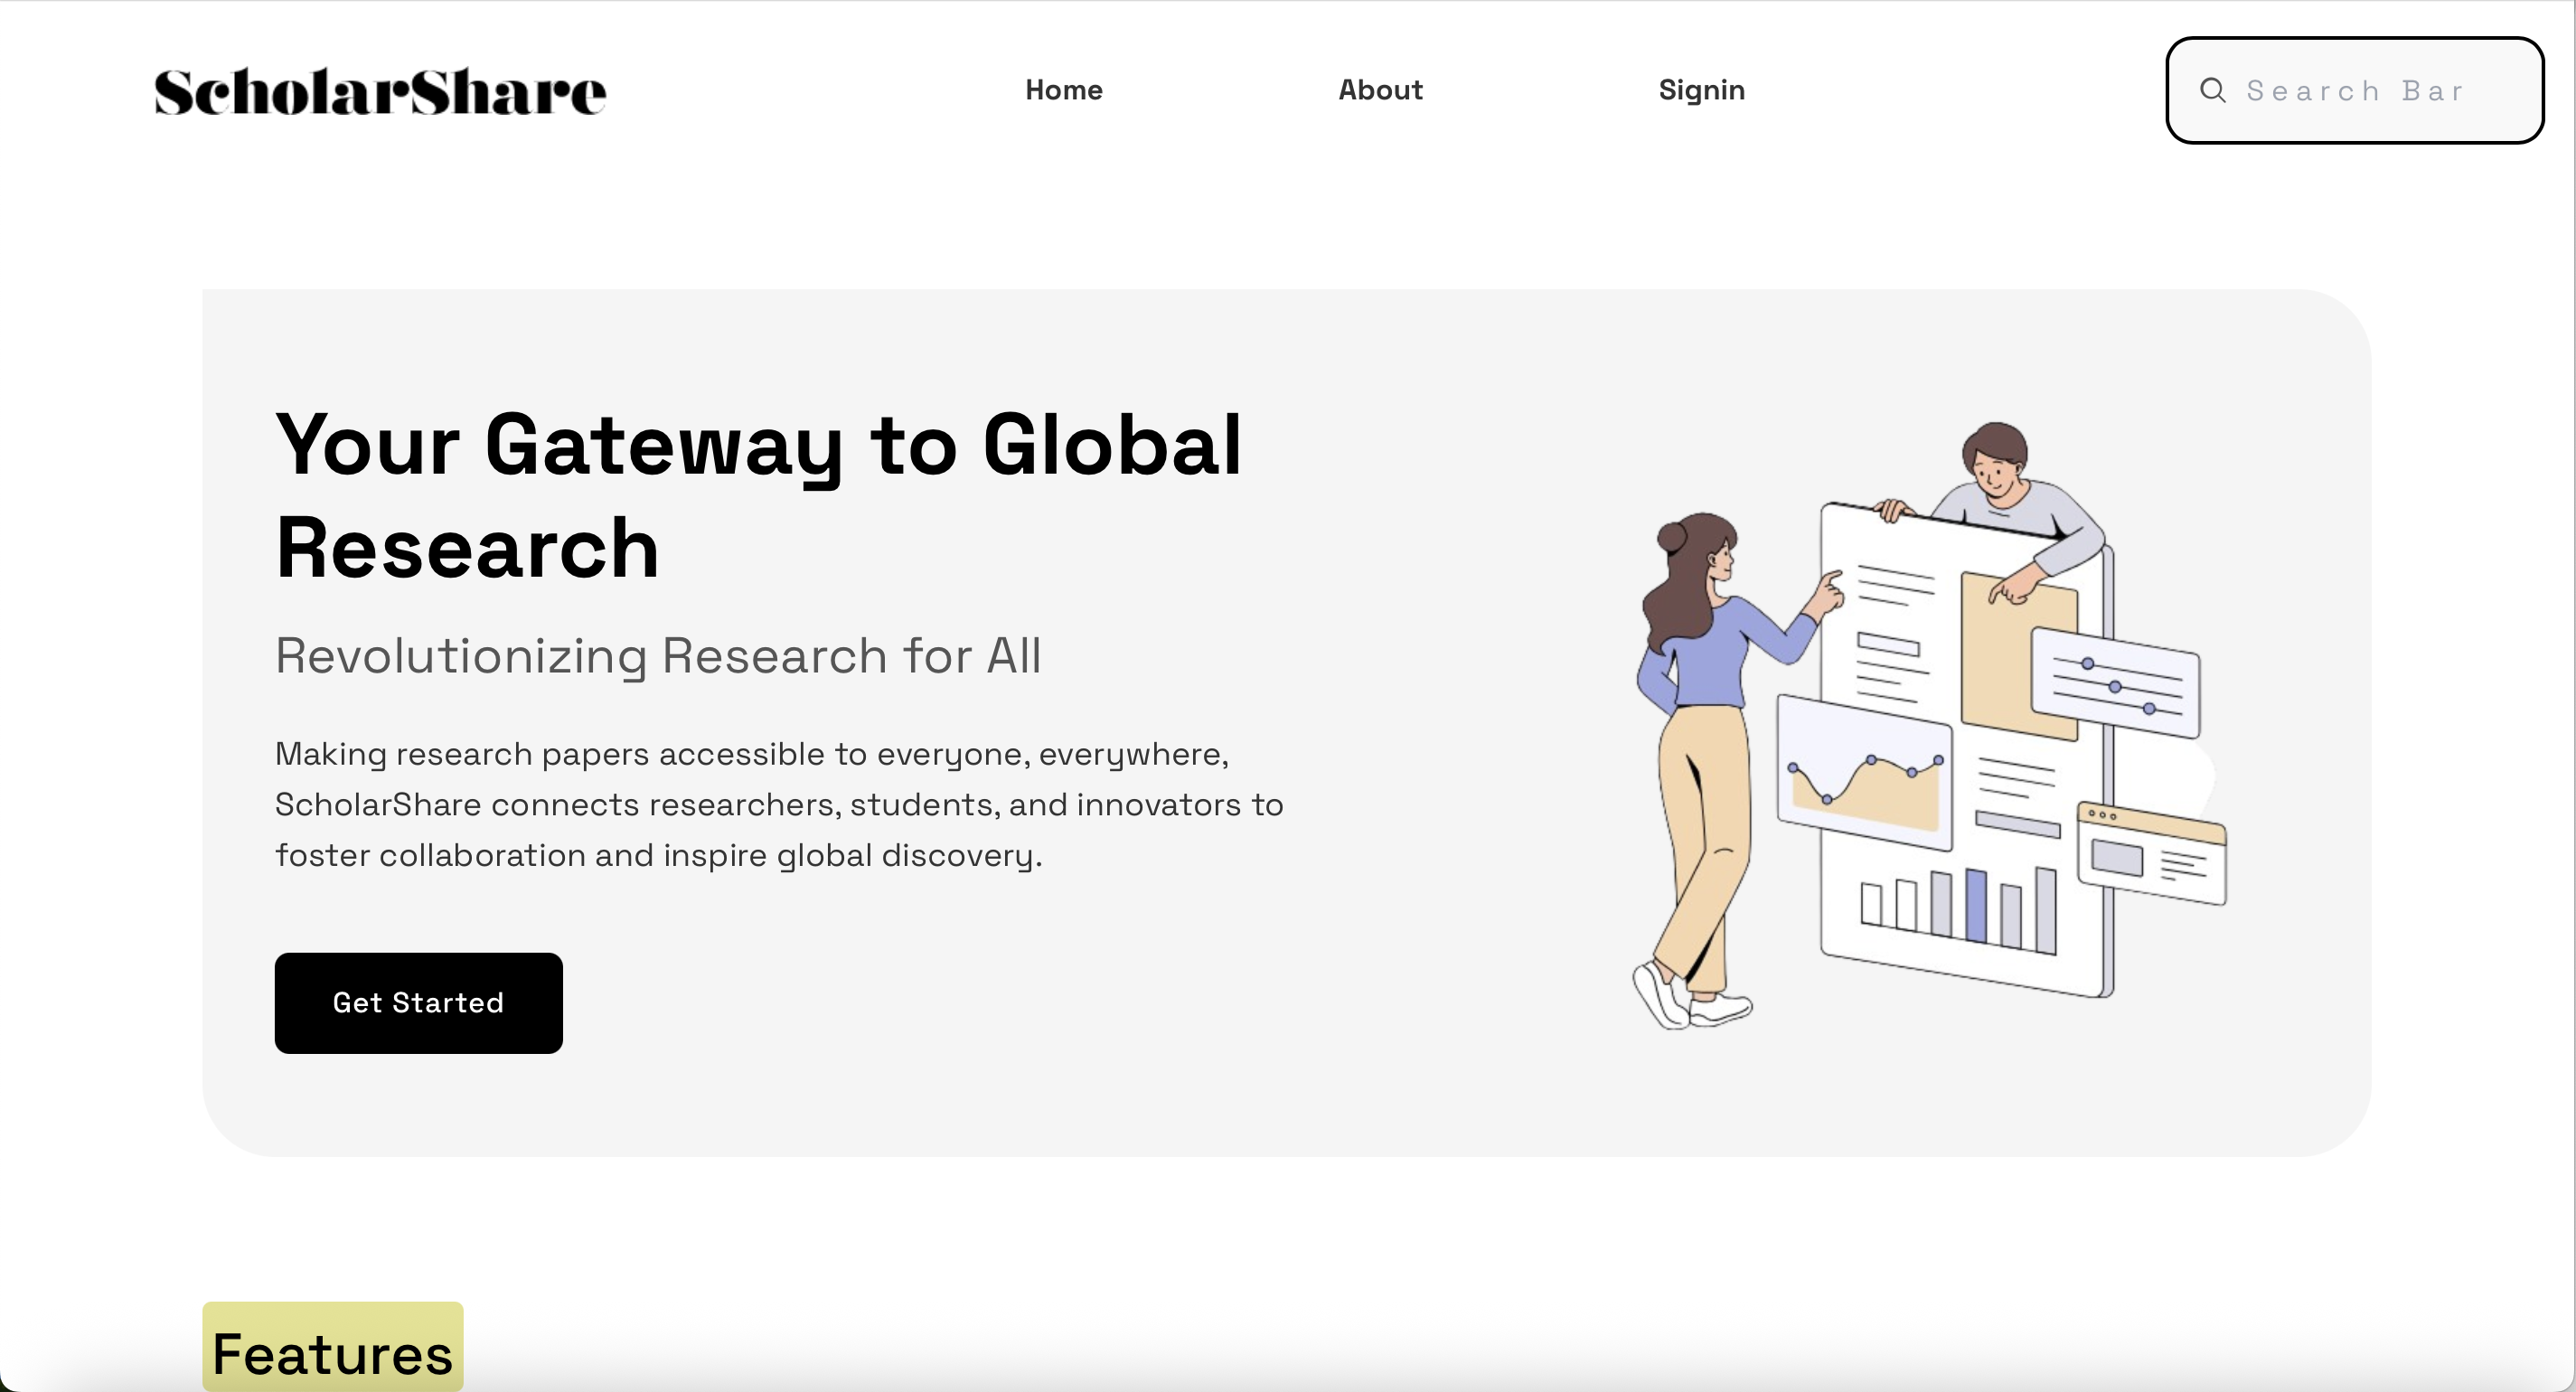 ScholarShare
Home
About
Signin
Search Bar
Your Gateway to Global
Research
Revolutionizing Research for All
Making research papers accessible to everyone, everywhere,
ScholarShare connects researchers, students, and innovators to
foster collaboration and inspire global discovery.
Get Started
Features